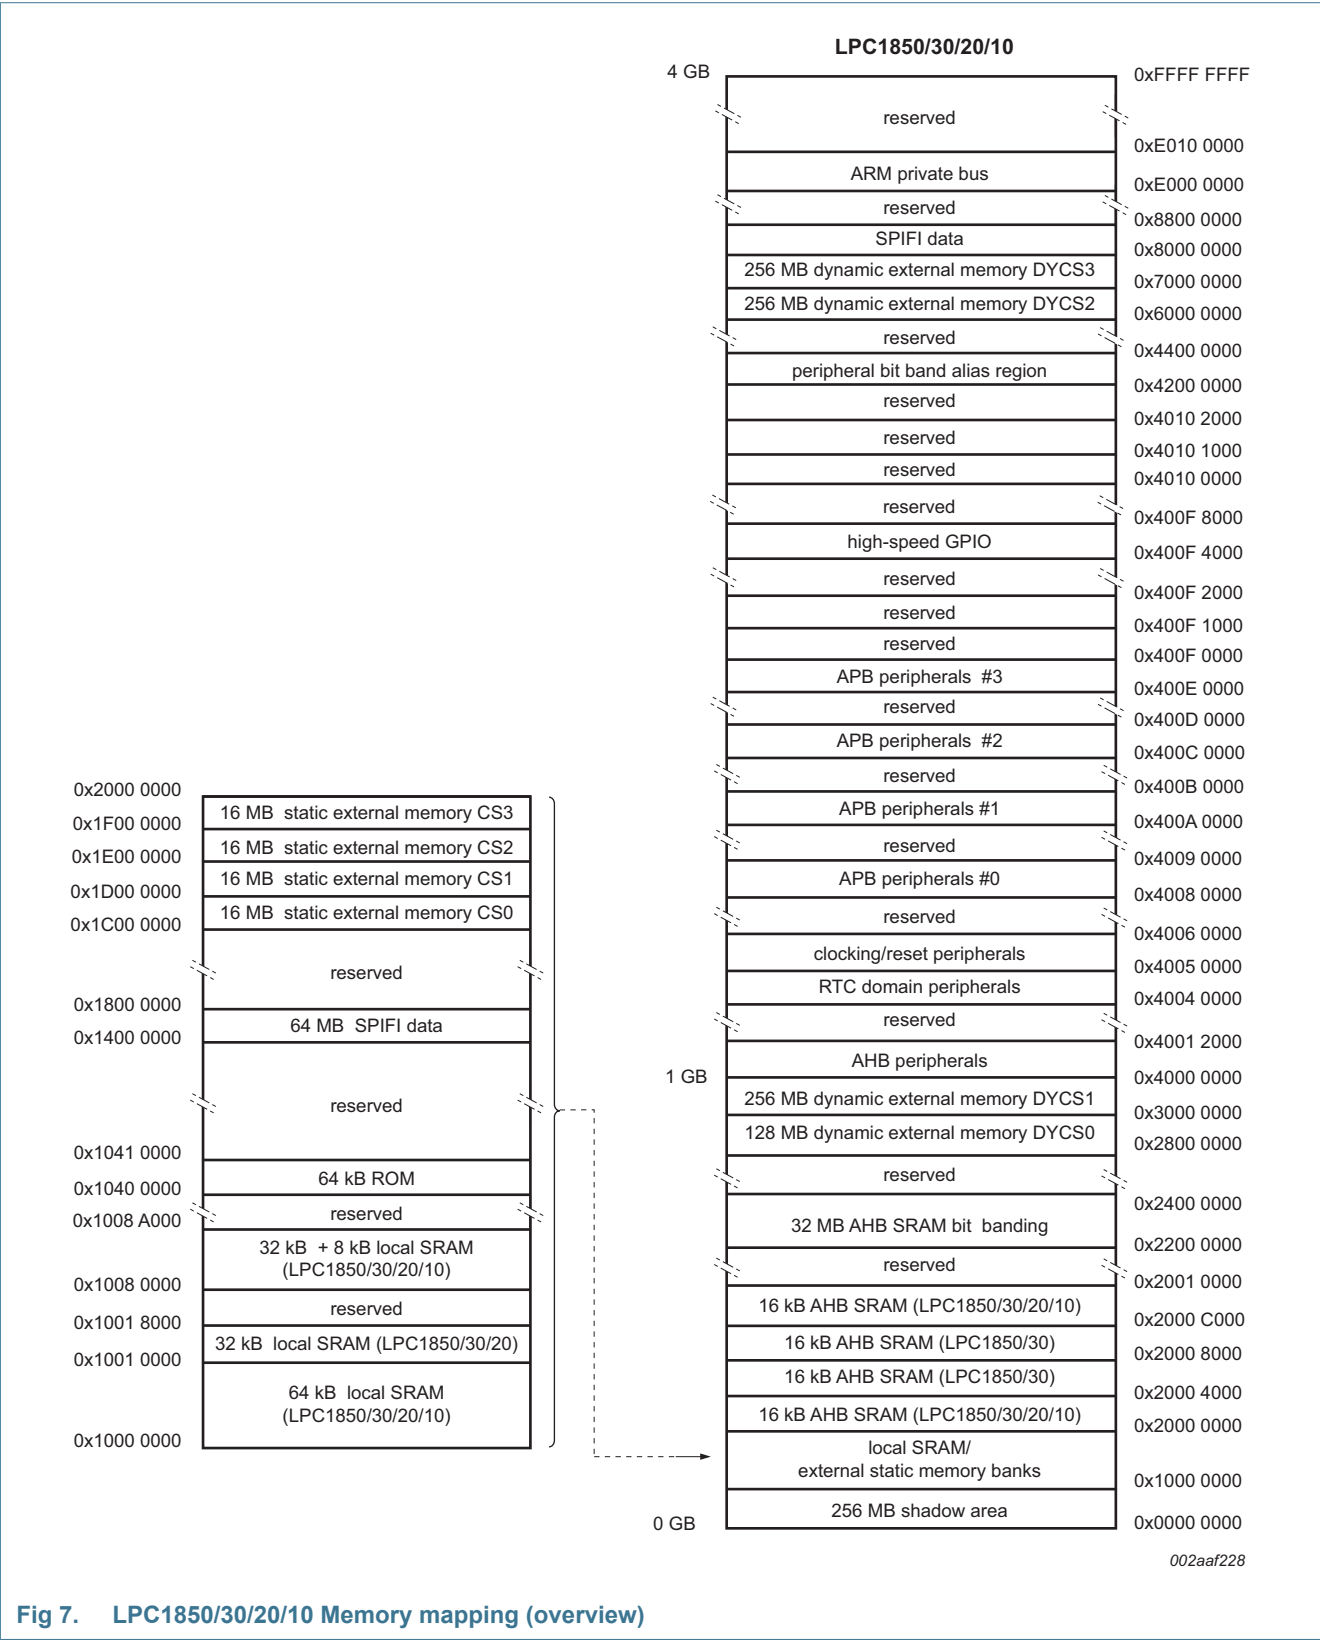 LPC1850/30/20/10
4 GB
0xFFFF FFFF
reserved
0xE010 0000
ARM private bus
0xE000 0000
reserved
0x8800 0000
SPIFI data
0x8000 0000
256 MB dynamic external memory DYCS3
0x7000 0000
256 MB dynamic external memory DYCS2
0x6000 0000
reserved
0x4400 0000
peripheral bit band alias region
0x4200 0000
reserved
0x4010 2000
reserved
0x4010 1000
reserved
0x4010 0000
reserved
0x400F 8000
high-speed GPIO
0x400F 4000
reserved
0x400F 2000
reserved
0x400F 1000
reserved
0x400F 0000
APB peripherals #3
0x400E 0000
reserved
0x400D 0000
APB peripherals #2
0x400C 0000
reserved
0x400B 0000
APB peripherals #1
0x400A 0000
reserved
0x4009 0000
APB peripherals #0
0x4008 0000
reserved
0x4006 0000
clocking/reset peripherals
0x4005 0000
RTC domain peripherals
0x4004 0000
reserved
0x4001 2000
AHB peripherals
1 GB
0x4000 0000
256 MB dynamic external memory DYCS1
0x3000 0000
128 MB dynamic external memory DYCS0
0x2800 0000
reserved
0x2400 0000
32 MB AHB SRAM bit banding
0x2200 0000
reserved
0x2001 0000
16 kB AHB SRAM (LPC1850/30/20/10)
0x2000 C000
16 kB AHB SRAM (LPC1850/30)
0x2000 8000
16 kB AHB SRAM (LPC1850/30)
0x2000 4000
16 kB AHB SRAM (LPC1850/30/20/10)
0x2000 0000
local SRAM/
external static memory banks
0x1000 0000
256 MB shadow area
0 GB
0x0000 0000
0x2000 0000
16 MB static external memory CS3
0x1F00 0000
16 MB static external memory CS2
0x1E00 0000
16 MB static external memory CS1
0x1D00 0000
16 MB static external memory CS0
0x1C00 0000
reserved
0x1800 0000
64 MB SPIFI data
0x1400 0000
reserved
0x1041 0000
64 kB ROM
0x1040 0000
reserved
0x1008 A000
32 kB + 8 kB local SRAM
(LPC1850/30/20/10)
0x1008 0000
reserved
0x1001 8000
32 kB local SRAM (LPC1850/30/20)
0x1001 0000
64 kB local SRAM
(LPC1850/30/20/10)
0x1000 0000
002aaf228
Fig 7. LPC1850/30/20/10 Memory mapping (overview)